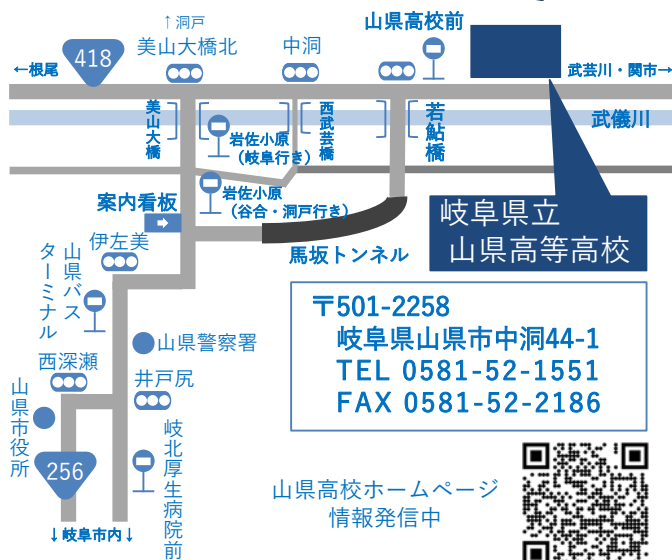 ↑洞戸
美山大橋北
中洞
山県高校前
418
←根尾
武芸川・関市→
美山大橋
西武芸橋
若鮎橋
武儀川
岩佐小原
(岐阜行き)
岩佐小原
(谷合・洞戸行き)
案内看板
馬坂トンネル
岐阜県立
山県高等高校
伊左美
山県バス
ターミナル
山県警察署
西深瀬
井戸尻
山県市役所
256
岐北厚生病院前
↓岐阜市内↓
〒501-2258
岐阜県山県市中洞44-1
TEL 0581-52-1551
FAX 0581-52-2186
山県高校ホームページ
情報発信中